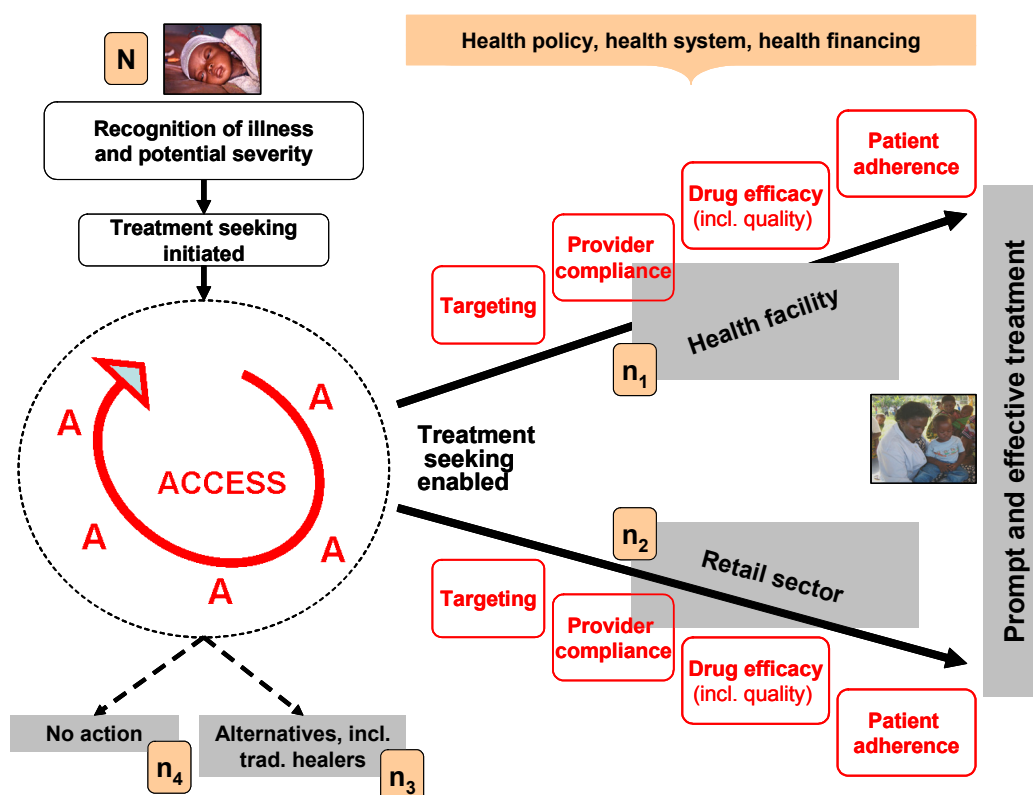 N
Health policy, health system, health financing
Recognition of illness
and potential severity
Treatment seeking
initiated
A
A
A
A
A
ACCESS
Treatment
seeking
enabled
Targeting
Provider
compliance
Drug efficacy
(incl. quality)
Patient
adherence
Health facility
n₁
n₂
Retail sector
Targeting
Provider
compliance
Drug efficacy
(incl. quality)
Patient
adherence
Prompt and effective treatment
No action
n₄
Alternatives, incl.
trad. healers
n₃